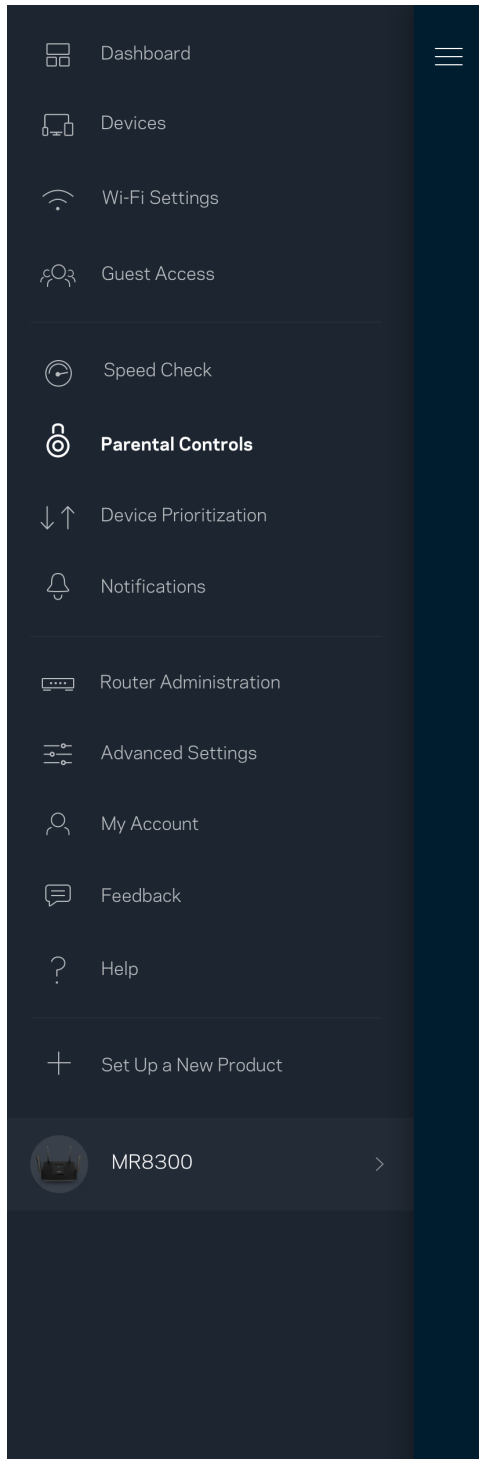 Dashboard
Devices
Wi-Fi Settings
Guest Access
Speed Check
Parental Controls
Device Prioritization
Notifications
Router Administration
Advanced Settings
My Account
Feedback
Help
Set Up a New Product
MR8300